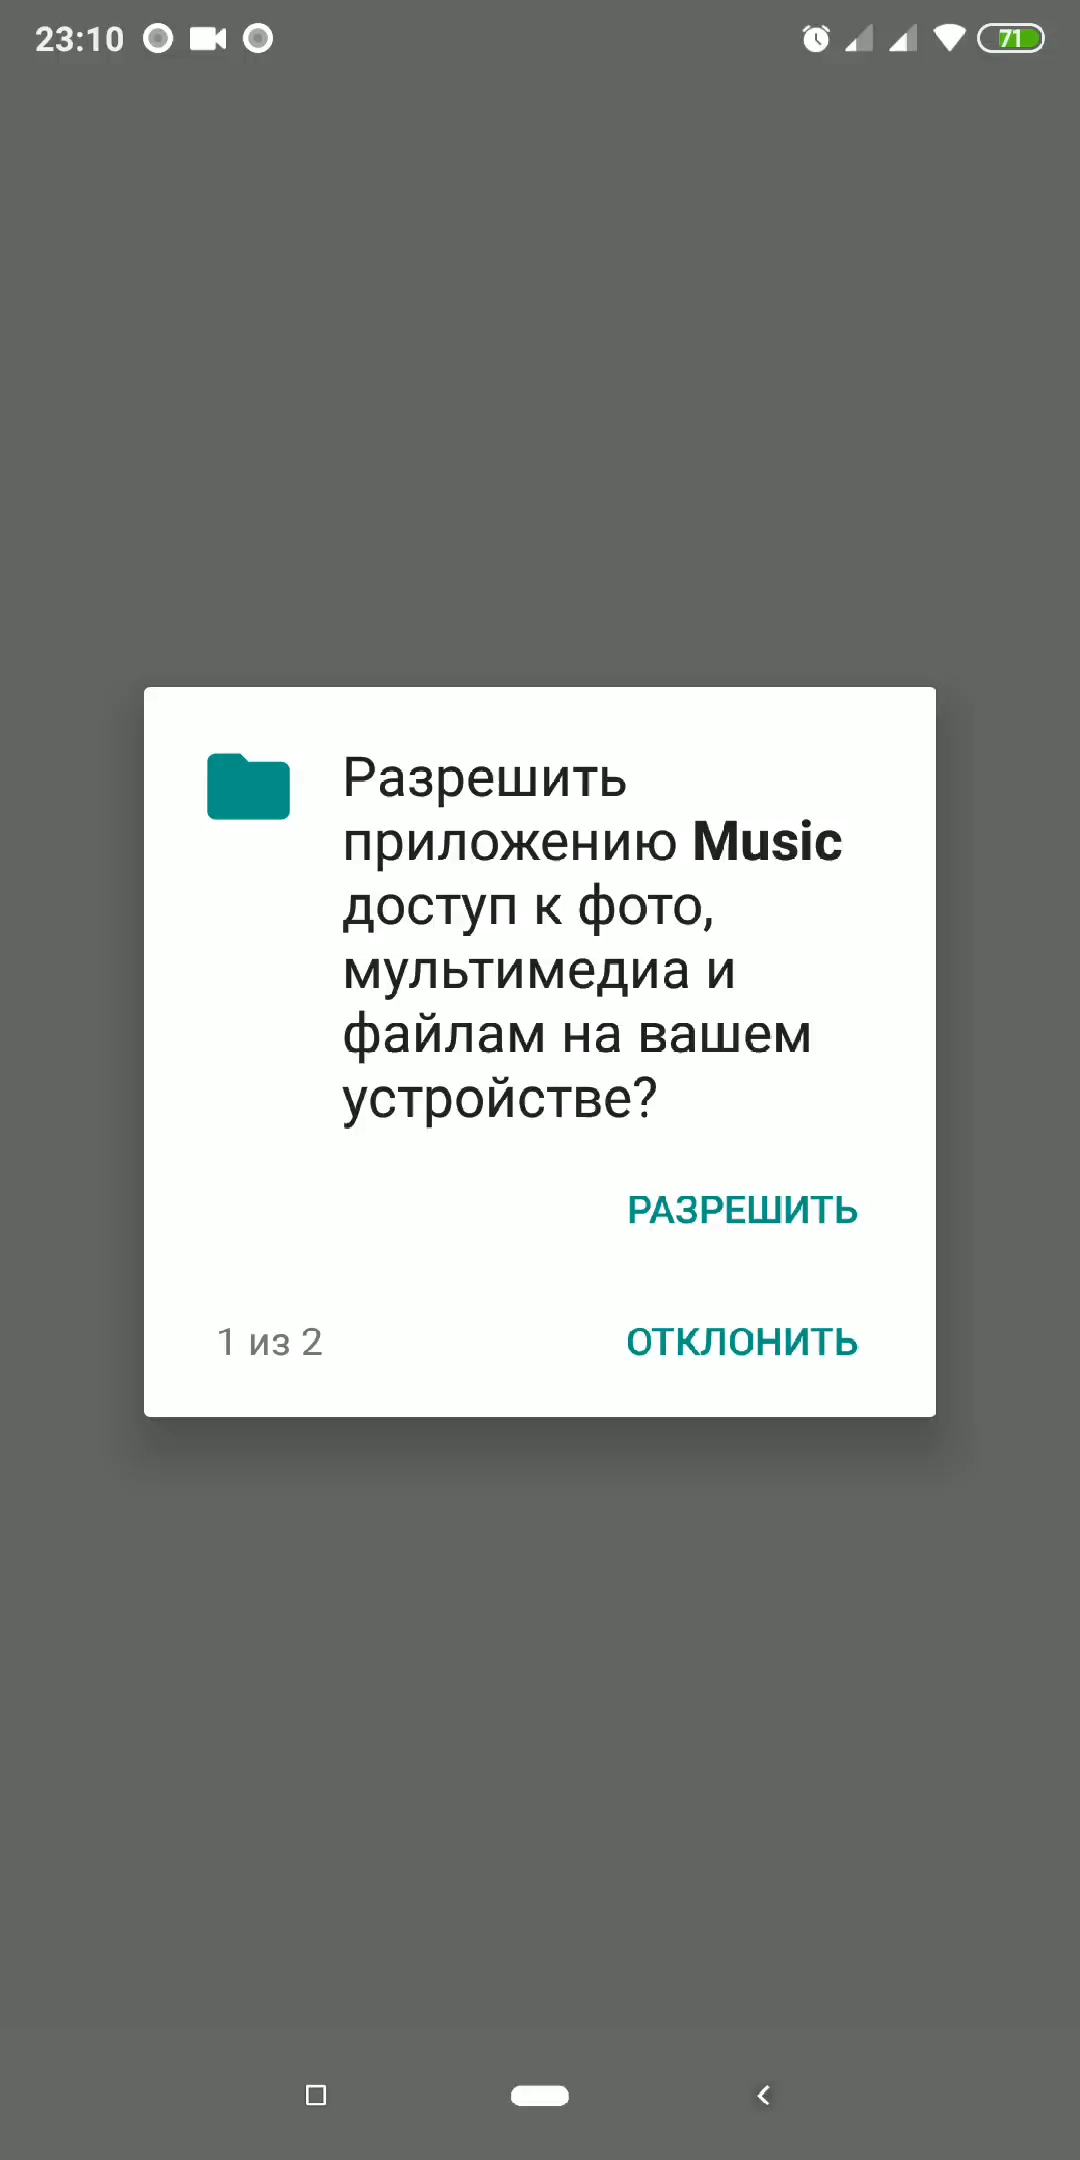 23:10
71
Разрешить
приложению Music
доступ к фото,
мультимедиа и
файлам на вашем
устройстве?
РАЗРЕШИТЬ
1 из 2
ОТКЛОНИТЬ